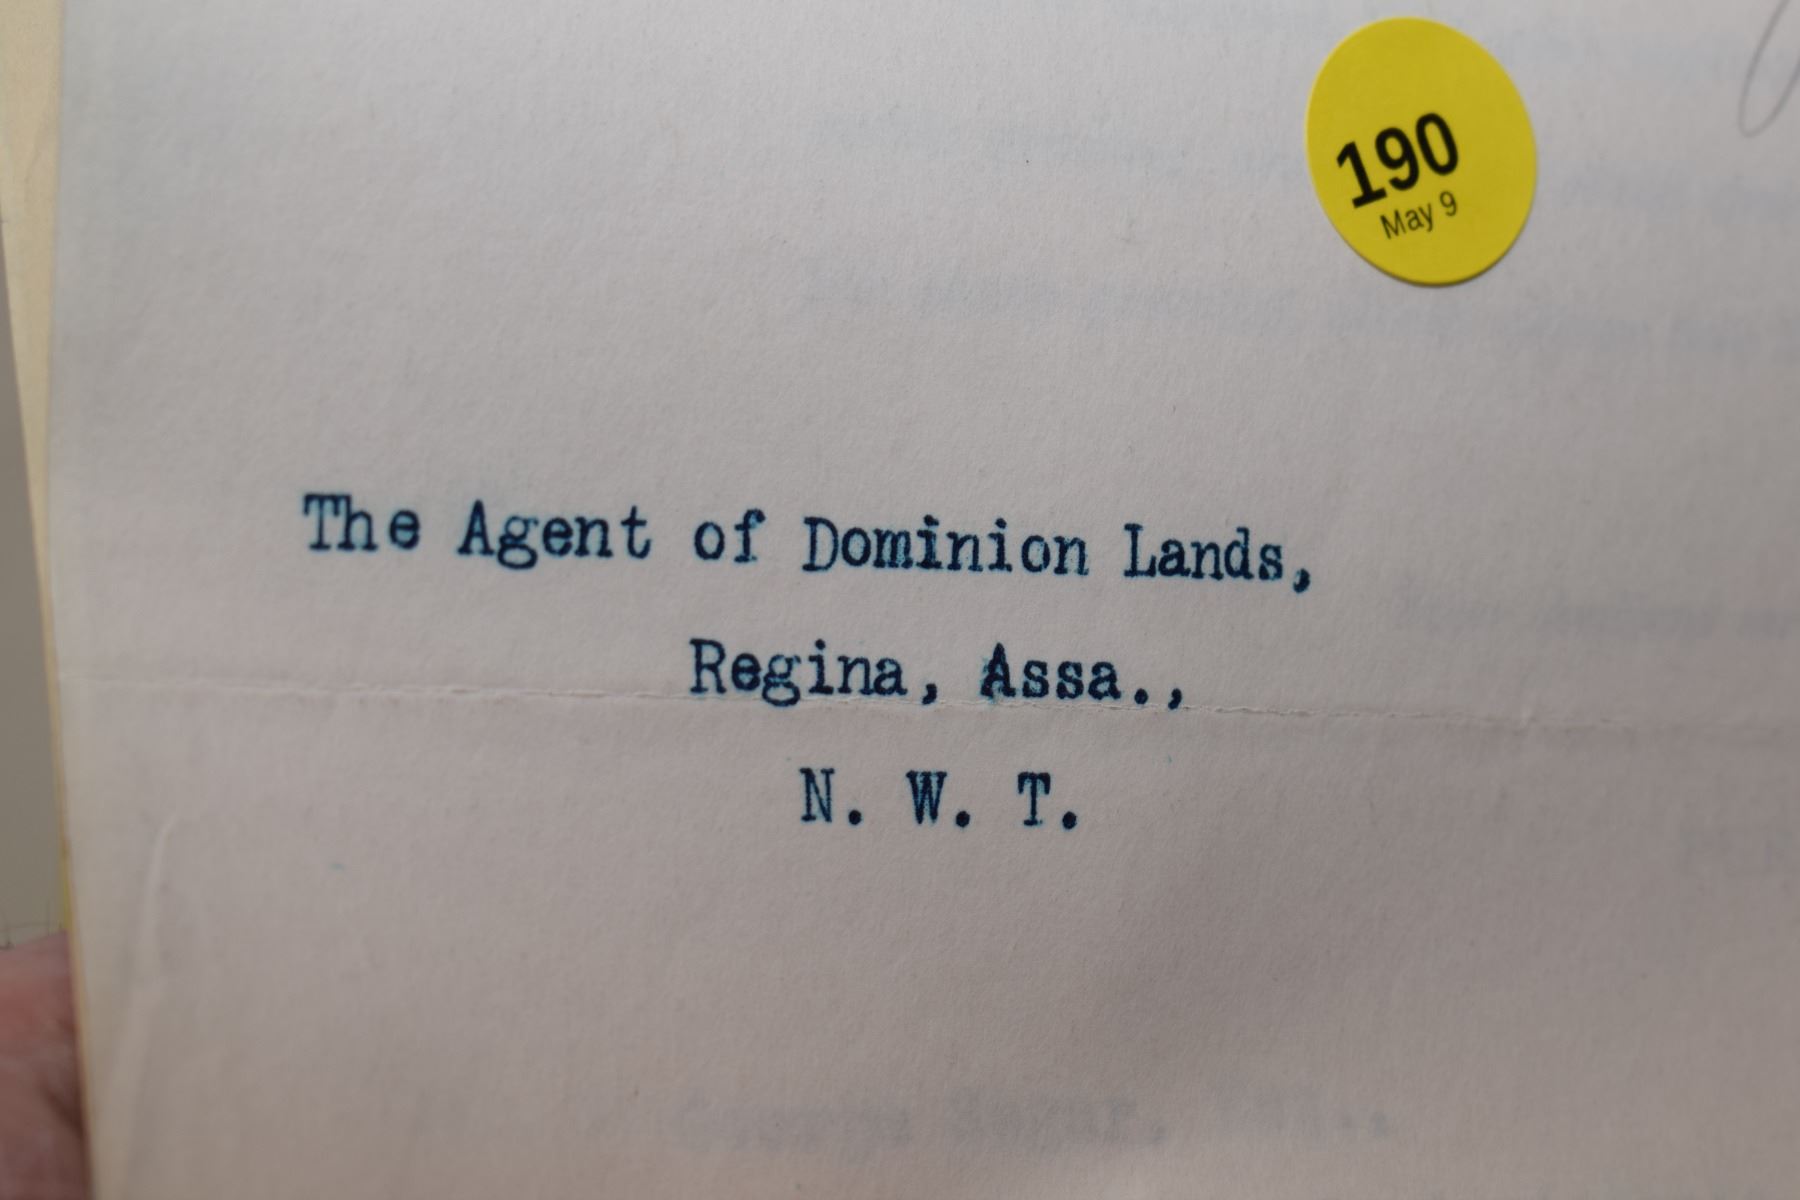 190
May 9
The Agent of Dominion Lands,
Regina, Assa.,
N. W. T.